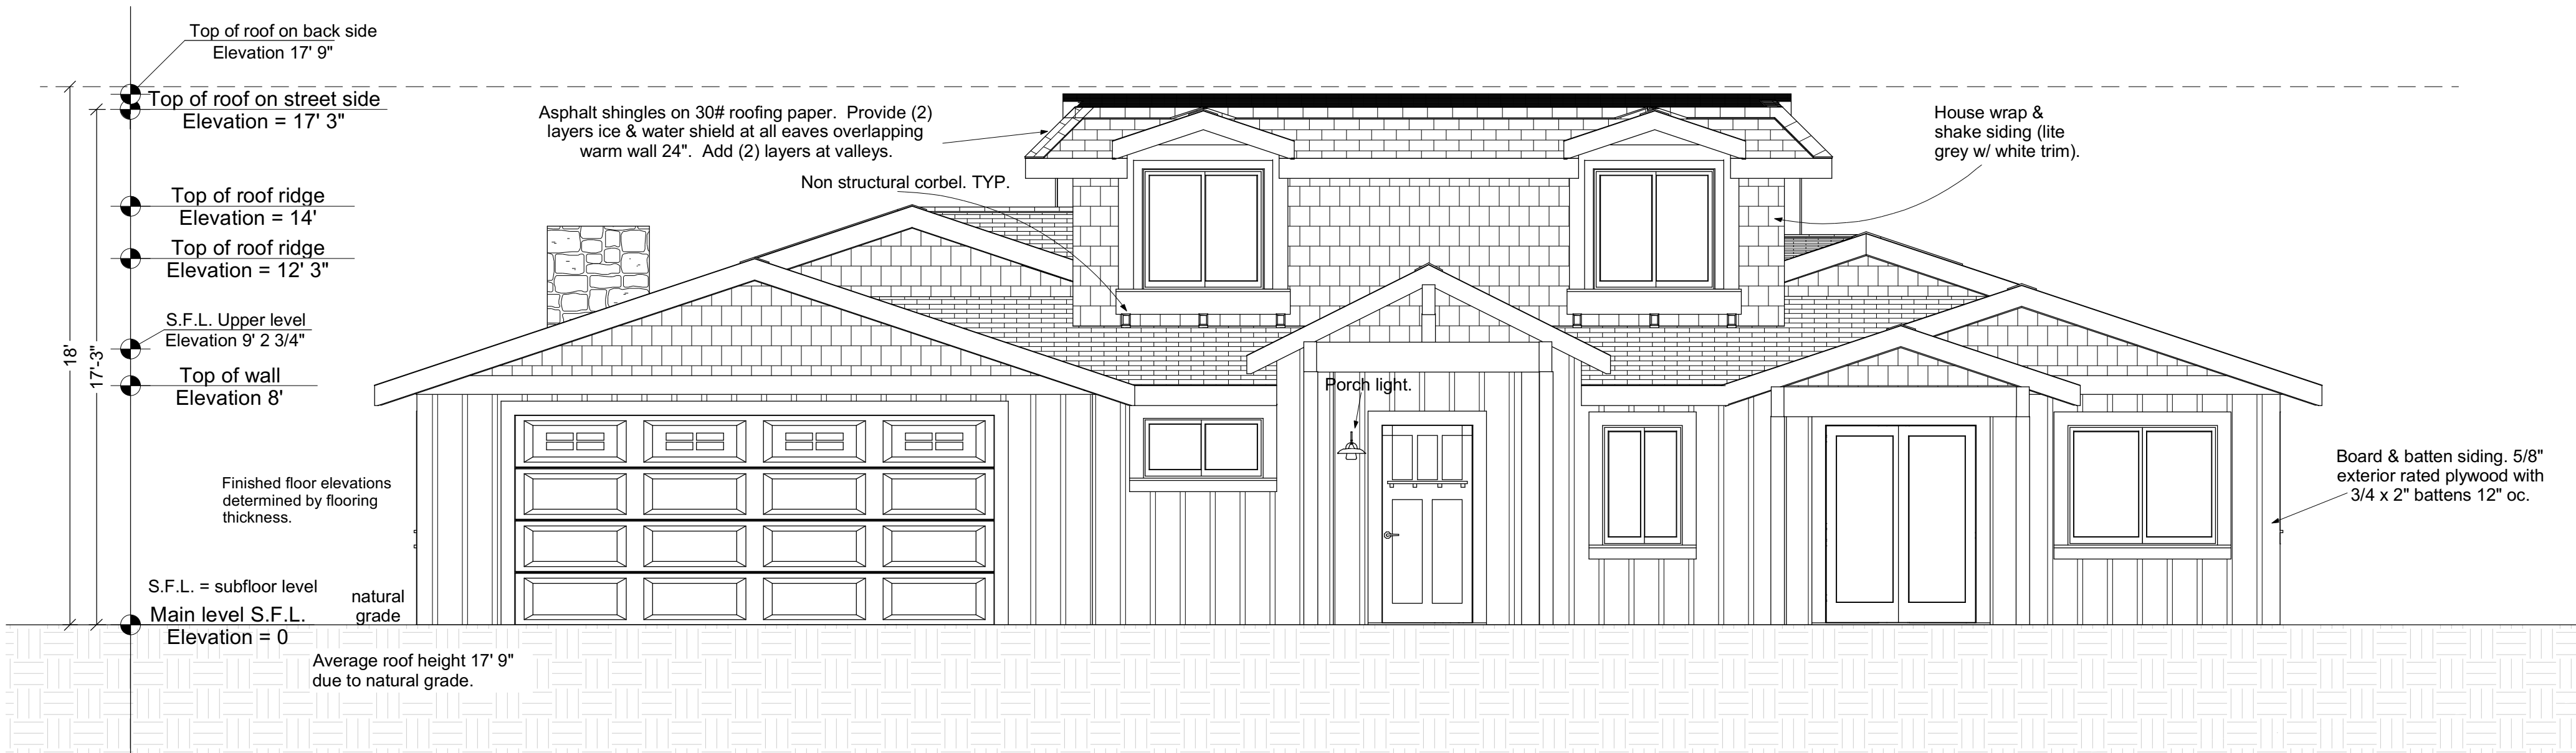 Top of roof on back side
Elevation 17' 9"
Top of roof on street side
Elevation = 17' 3"
Top of roof ridge
Elevation = 14'
Top of roof ridge
Elevation = 12' 3"
S.F.L. Upper level
Elevation 9' 2 3/4"
Top of wall
Elevation 8'
18'
17'-3"
Finished floor elevations
determined by flooring
thickness.
S.F.L. = subfloor level
Main level S.F.L.
Elevation = 0
natural
grade
Average roof height 17' 9"
due to natural grade.
Asphalt shingles on 30# roofing paper. Provide (2)
layers ice & water shield at all eaves overlapping
warm wall 24". Add (2) layers at valleys.
Non structural corbel. TYP.
Porch light.
House wrap &
shake siding (lite
grey w/ white trim).
Board & batten siding. 5/8"
exterior rated plywood with
3/4 x 2" battens 12" oc.